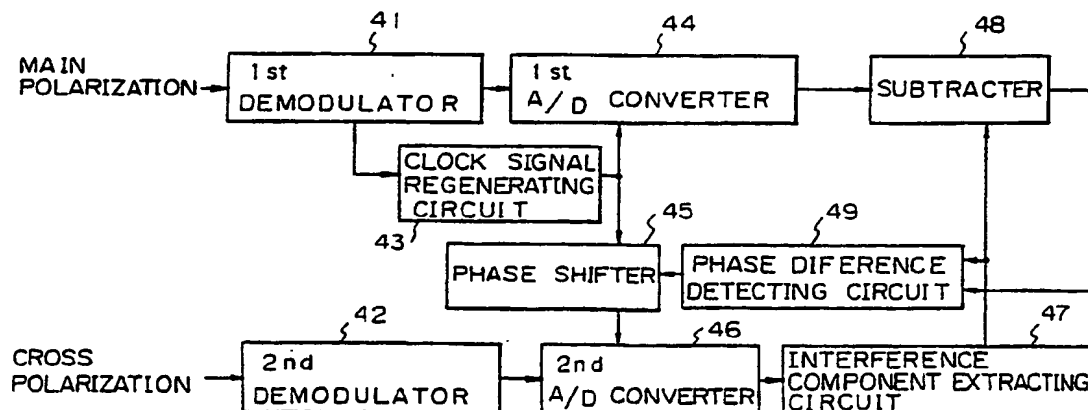 41
44
48
MAIN
POLARIZATION
1st
DEMODULATOR
1st
A/D CONVERTER
SUBTRACTER
CLOCK SIGNAL
REGENERATING
CIRCUIT
43
45
49
PHASE SHIFTER
PHASE DIFERENCE
DETECTING CIRCUIT
42
46
47
CROSS
POLARIZATION
2nd
DEMODULATOR
2nd
A/D CONVERTER
INTERFERENCE
COMPONENT EXTRACTING
CIRCUIT